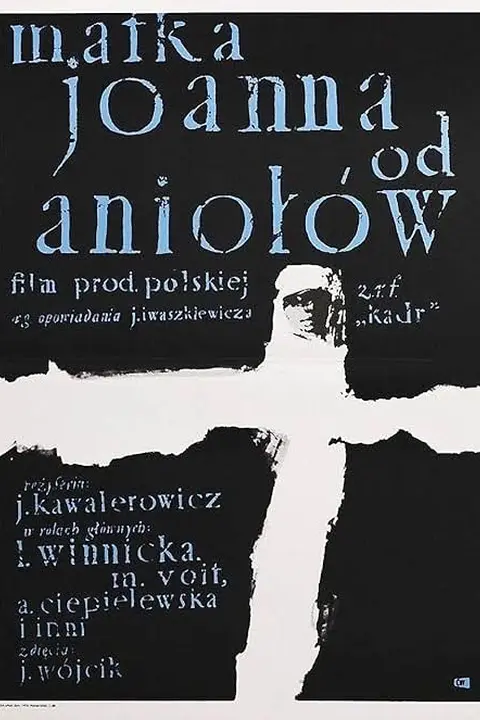 matka
joanna
od
aniołów
film prod. polskiej
z.r.f.
wg opowiadania j.iwaszkiewicza
„kadr”
reżyseria:
j.kawalerowicz
w rolach głównych:
l.winnicka,
m. voit,
a. ciepielewska
i inni
zdjęcia:
j.wójcik